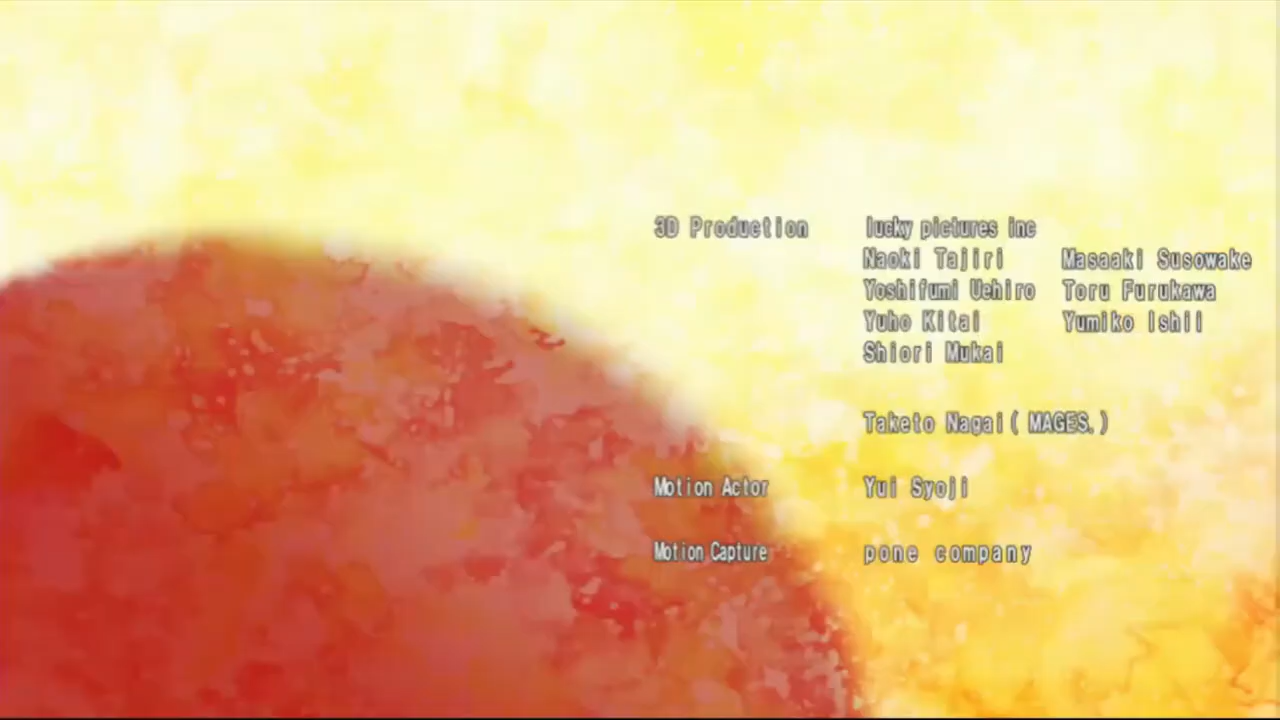 3D Production lucky pictures inc
Naoki Tajiri Masaaki Susowake
Yoshifumi Uehiro Toru Furukawa
Yuho Kitai Yumiko Ishii
Shiori Mukai
Taketo Nagai ( MAGES. )
Motion Actor Yui Syoji
Motion Capture pone company